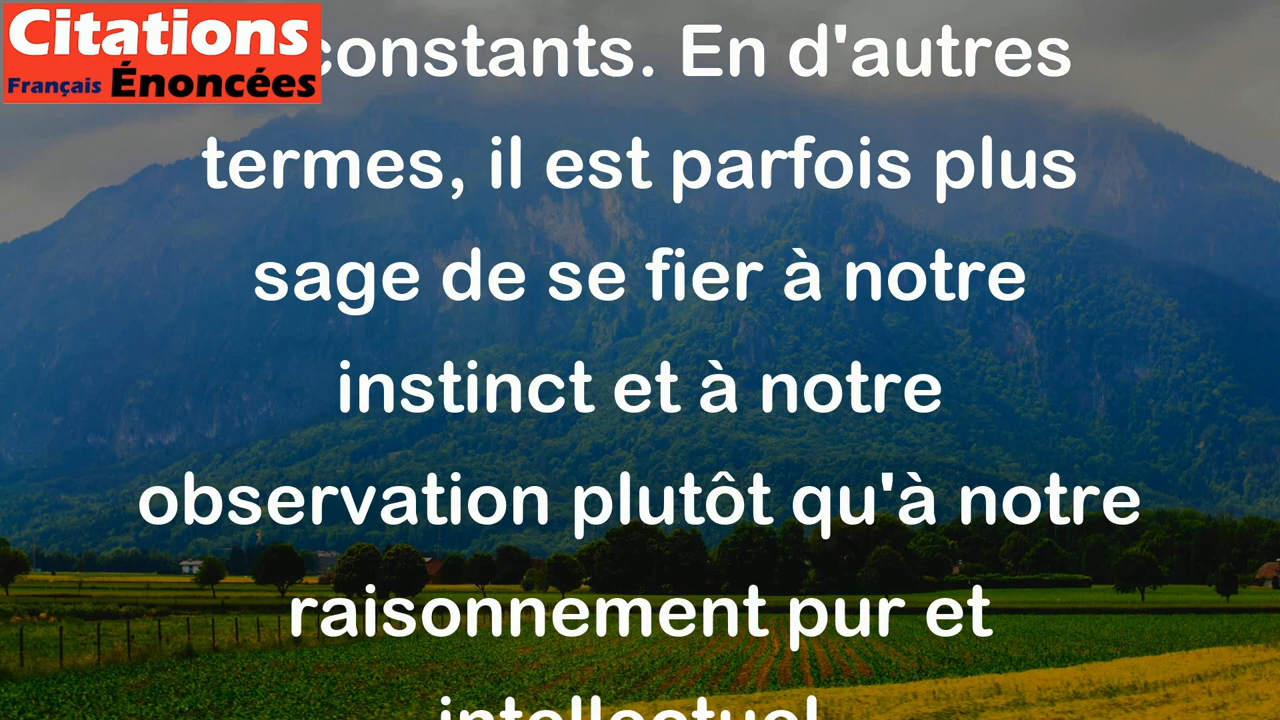 Citations
Français Énoncées
constants. En d'autres
termes, il est parfois plus
sage de se fier à notre
instinct et à notre
observation plutôt qu'à notre
raisonnement pur et
intellectuel